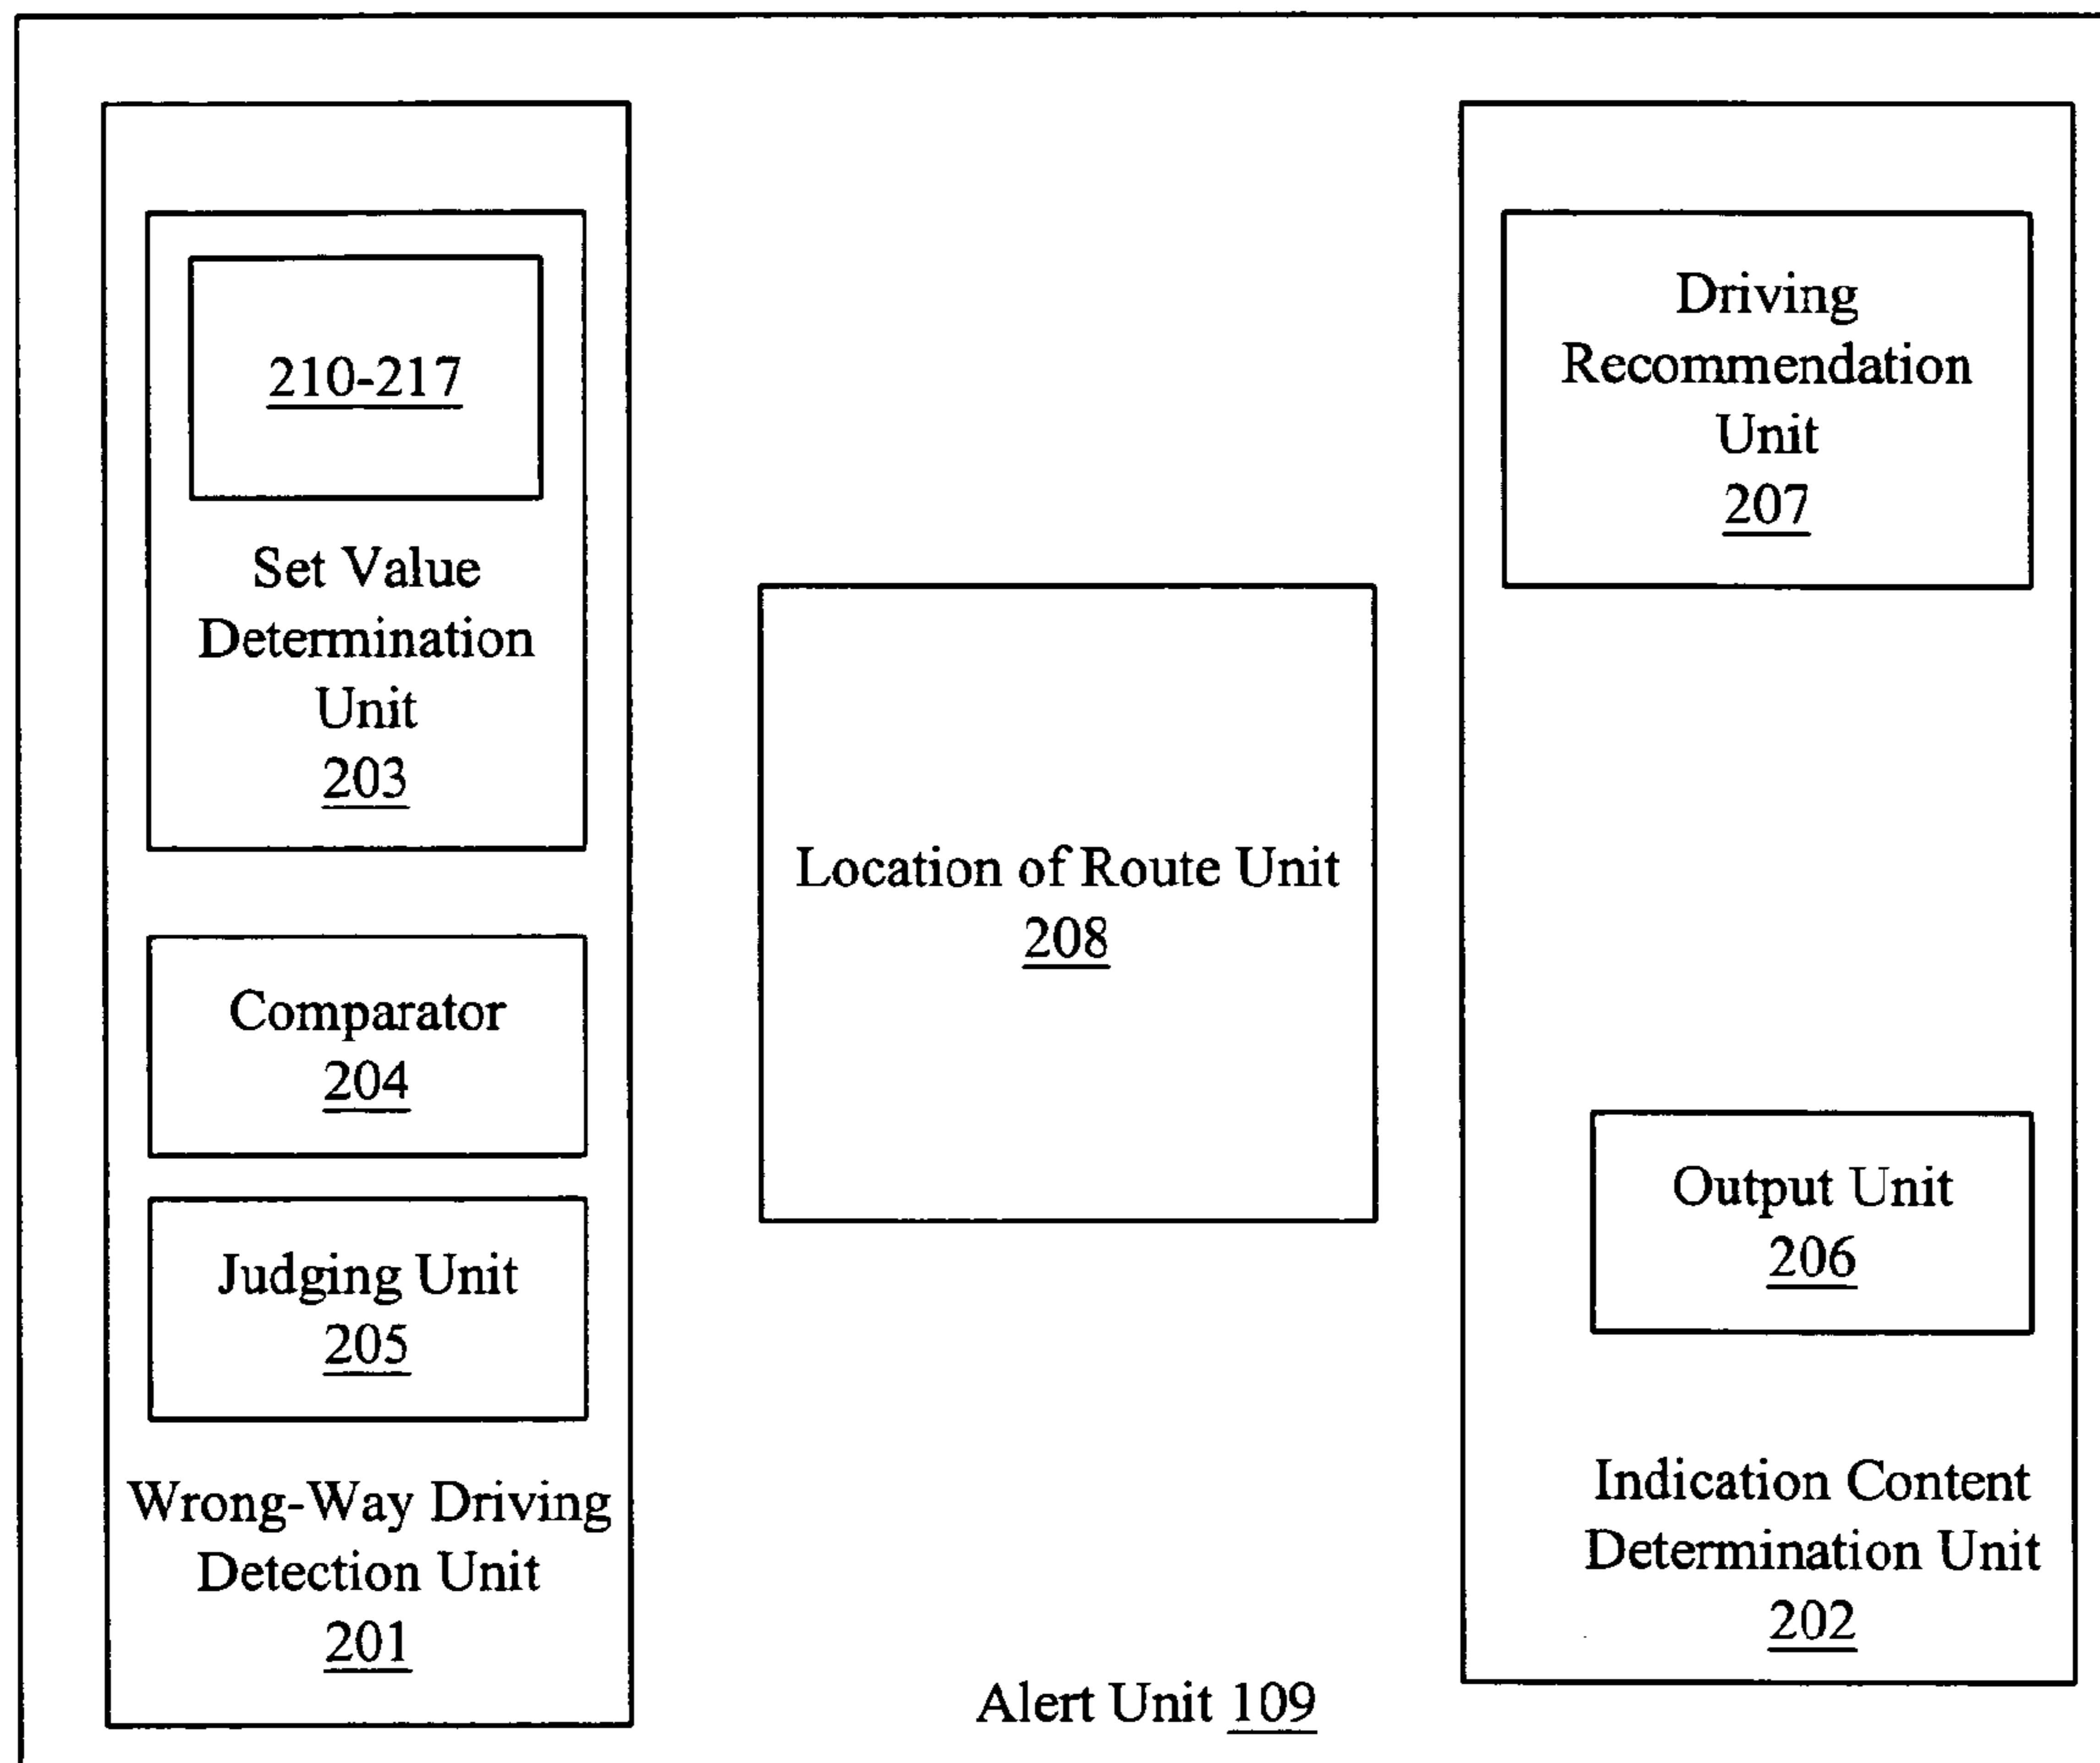 210-217
Set Value
Determination
Unit
203
Comparator
204
Judging Unit
205
Wrong-Way Driving
Detection Unit
201
Location of Route Unit
208
Driving
Recommendation
Unit
207
Output Unit
206
Indication Content
Determination Unit
202
Alert Unit 109